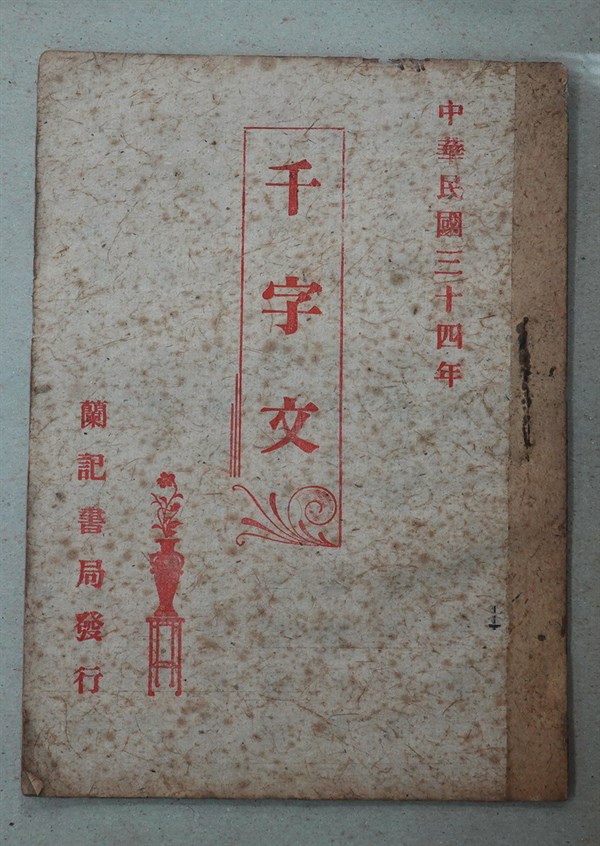 中華民國三十四年
千字文
蘭記書局發行